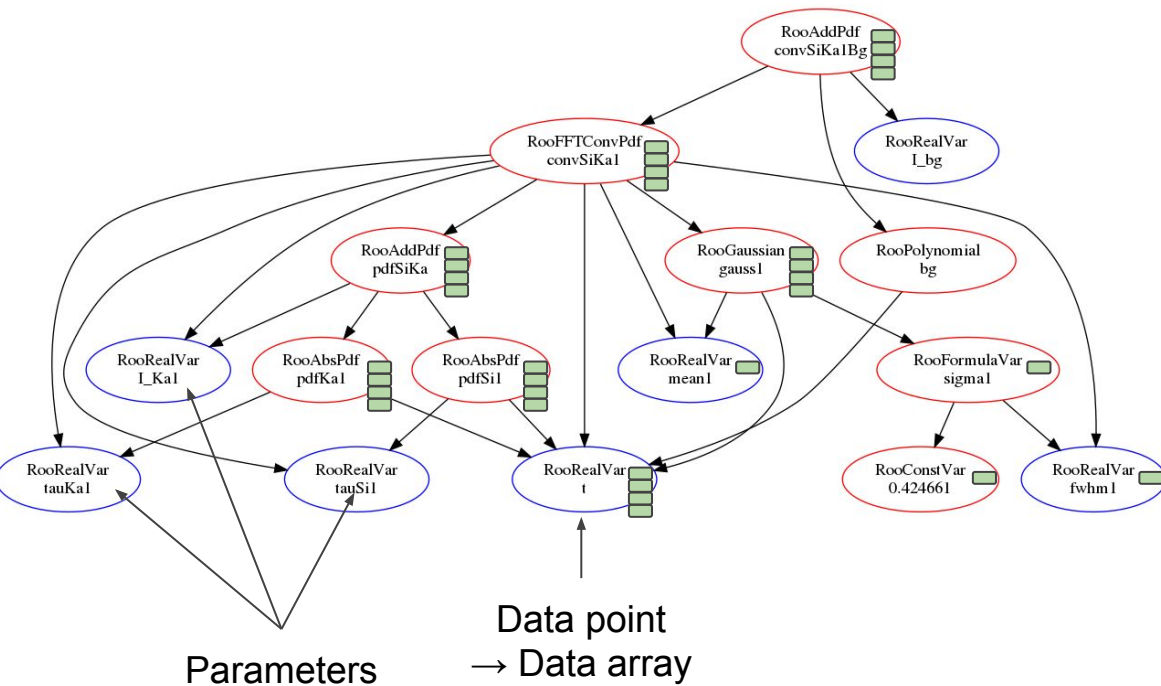 RooAddPdf
convSiKa1Bg
RooFFTConvPdf
convSiKa1
RooRealVar
I_bg
RooAddPdf
pdfSiKa
RooGaussian
gauss1
RooPolynomial
bg
RooRealVar
I_Ka1
RooAbsPdf
pdfKa1
RooAbsPdf
pdfSi1
RooRealVar
mean1
RooFormulaVar
sigma1
RooRealVar
tauKa1
RooRealVar
tauSi1
RooRealVar
t
RooConstVar
0.424661
RooRealVar
fwhm1
Parameters
Data point
→ Data array